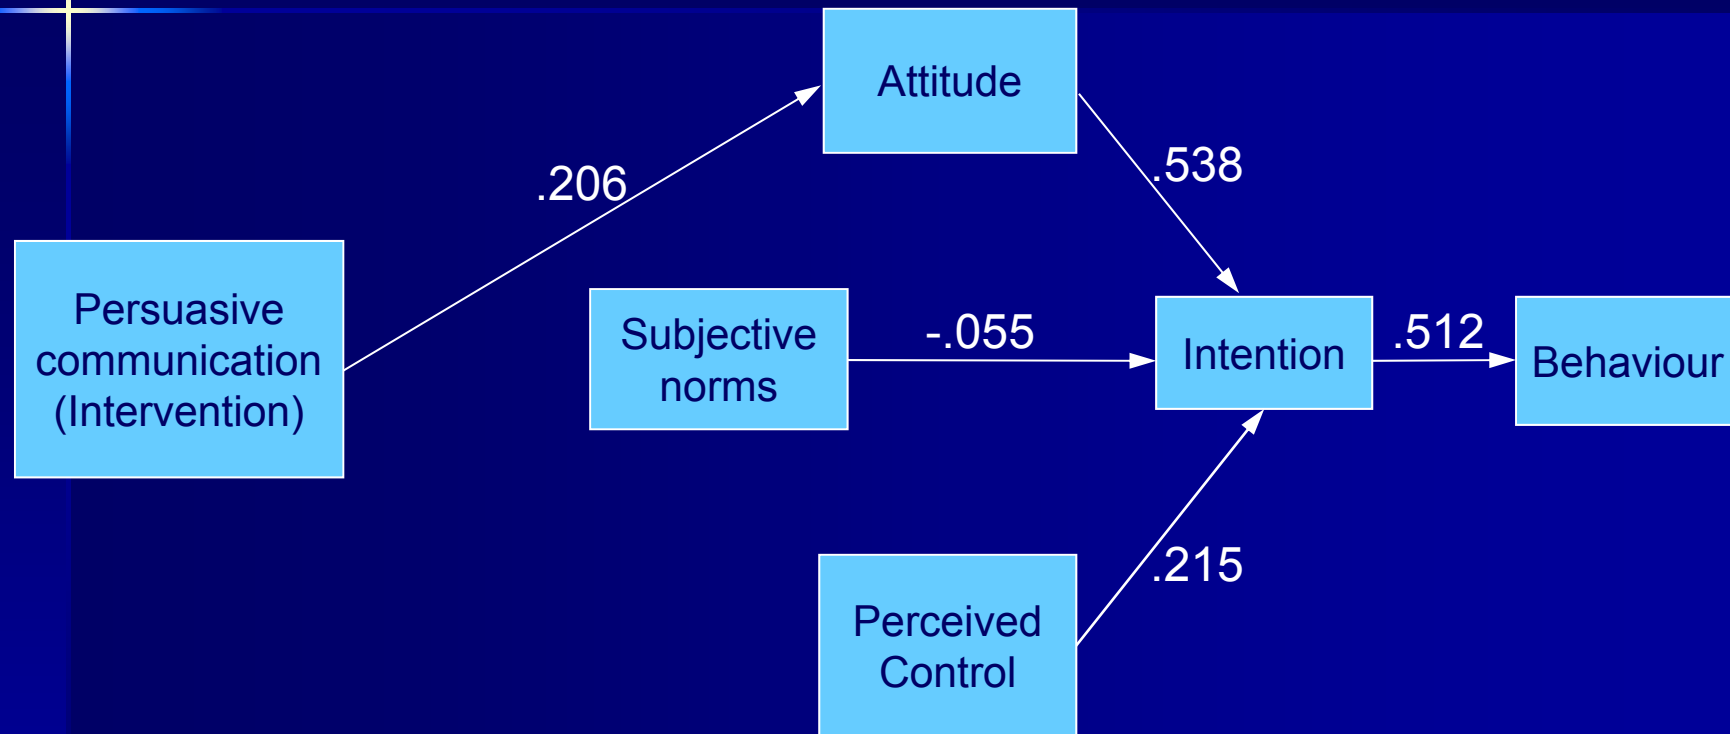 Attitude
.538
.206
Persuasive
communication
(Intervention)
Subjective
norms
-.055
Intention
.512
Behaviour
.215
Perceived
Control